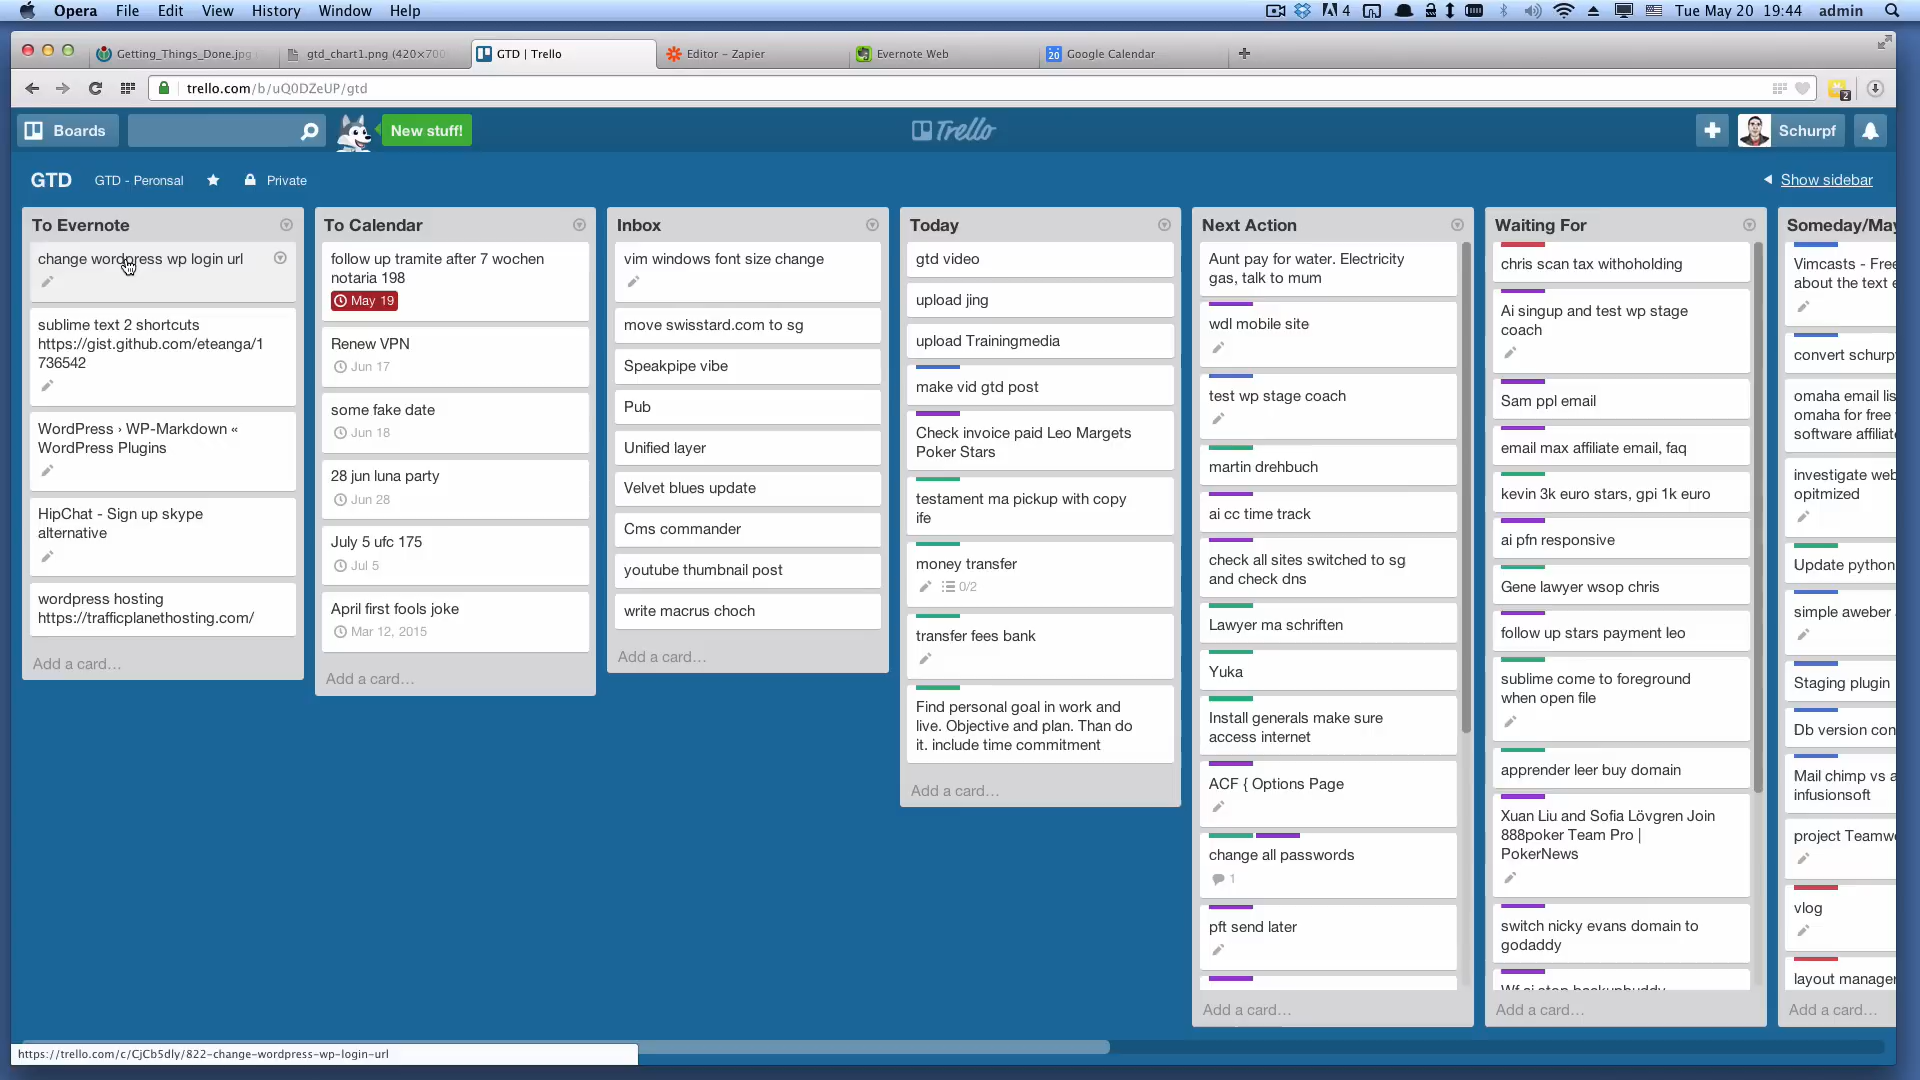 Opera File Edit View History Window Help
4 Tue May 20 19:44 admin
Getting_Things_Done.jpg
gtd_chart1.png (420×700
GTD | Trello
Editor – Zapier
Evernote Web
20 Google Calendar
trello.com/b/uQ0DZeUP/gtd
2
Boards
New stuff!
Trello
Schurpf
GTD GTD - Peronsal Private
Show sidebar
To Evernote
change wordpress wp login url
sublime text 2 shortcuts
https://gist.github.com/eteanga/1
736542
WordPress › WP-Markdown «
WordPress Plugins
HipChat - Sign up skype
alternative
wordpress hosting
https://trafficplanethosting.com/
Add a card…
To Calendar
follow up tramite after 7 wochen
notaria 198
May 19
Renew VPN
Jun 17
some fake date
Jun 18
28 jun luna party
Jun 28
July 5 ufc 175
Jul 5
April first fools joke
Mar 12, 2015
Add a card…
Inbox
vim windows font size change
move swisstard.com to sg
Speakpipe vibe
Pub
Unified layer
Velvet blues update
Cms commander
youtube thumbnail post
write macrus choch
Add a card…
Today
gtd video
upload jing
upload Trainingmedia
make vid gtd post
Check invoice paid Leo Margets
Poker Stars
testament ma pickup with copy
ife
money transfer
0/2
transfer fees bank
Find personal goal in work and
live. Objective and plan. Than do
it. include time commitment
Add a card…
Next Action
Aunt pay for water. Electricity
gas, talk to mum
wdl mobile site
test wp stage coach
martin drehbuch
ai cc time track
check all sites switched to sg
and check dns
Lawyer ma schriften
Yuka
Install generals make sure
access internet
ACF { Options Page
change all passwords
1
pft send later
Add a card…
Waiting For
chris scan tax withoholding
Ai singup and test wp stage
coach
Sam ppl email
email max affiliate email, faq
kevin 3k euro stars, gpi 1k euro
ai pfn responsive
Gene lawyer wsop chris
follow up stars payment leo
sublime come to foreground
when open file
apprender leer buy domain
Xuan Liu and Sofia Lövgren Join
888poker Team Pro |
PokerNews
switch nicky evans domain to
godaddy
Add a card…
Someday/May
Vimcasts - Free
about the text e
convert schurp
omaha email lis
omaha for free
software affiliate
investigate web
opitmized
Update python
simple aweber
Staging plugin
Db version con
Mail chimp vs a
infusionsoft
project Teamwo
vlog
layout manager
Add a card…
https://trello.com/c/CjCb5dly/822-change-wordpress-wp-login-url